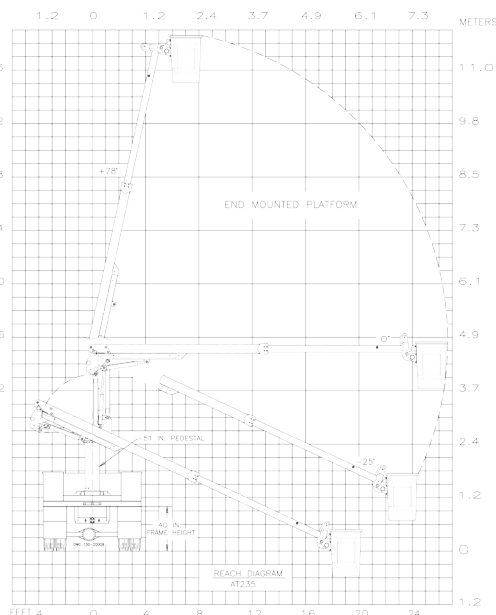 1.2 0 1.2 2.4 3.7 4.9 6.1 7.3 METERS
11.0
+78°
9.8
8.5
END MOUNTED PLATFORM
7.3
6.1
0°
4.9
3.7
51 IN. PEDESTAL
2.4
25°
1.2
40 IN.
FRAME HEIGHT
0
REACH DIAGRAM
AT235
FEET 4 0 4 8 12 16 20 24 1.2